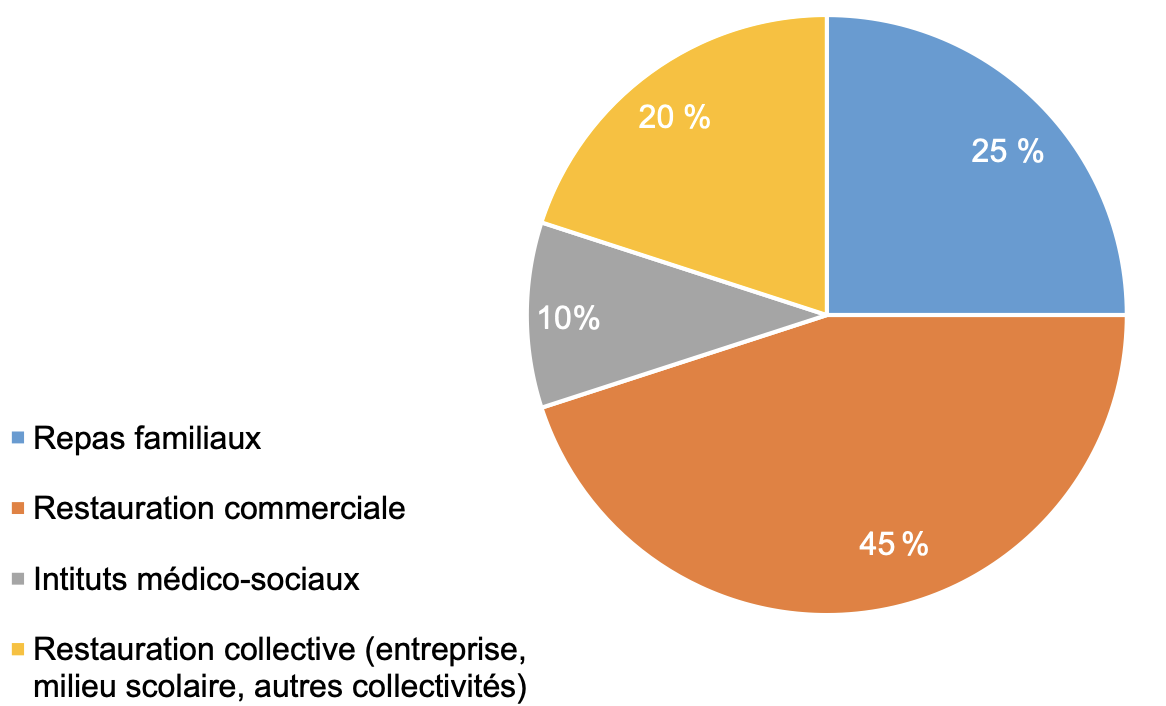 20 %
25 %
10%
45 %
Repas familiaux
Restauration commerciale
Intituts médico-sociaux
Restauration collective (entreprise,
milieu scolaire, autres collectivités)